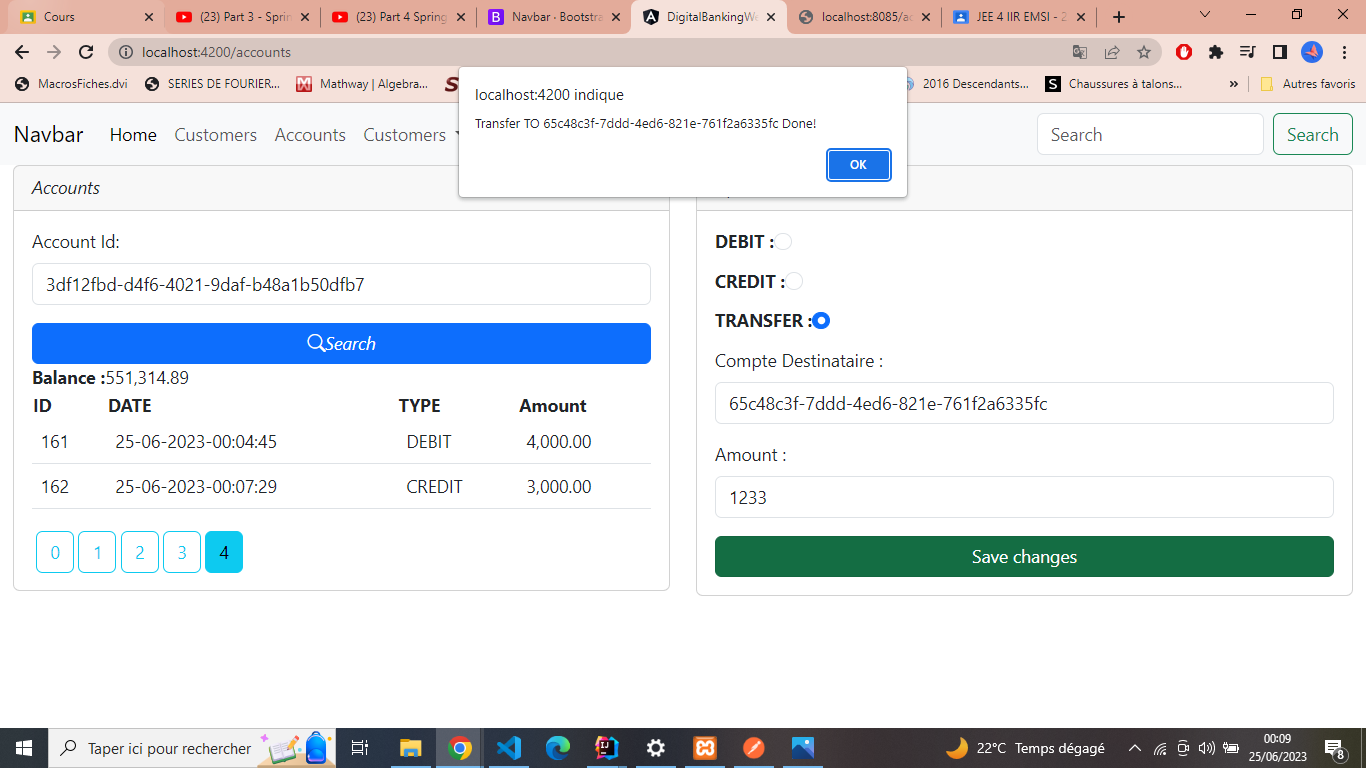 Cours
(23) Part 3 - Sprin
(23) Part 4 Spring
Navbar · Bootstra
DigitalBankingWe
localhost:8085/ac
JEE 4 IIR EMSI - 2
localhost:4200/accounts
MacrosFiches.dvi
SERIES DE FOURIER...
Mathway | Algebra...
2016 Descendants...
Chaussures à talons...
»
Autres favoris
localhost:4200 indique
Transfer TO 65c48c3f-7ddd-4ed6-821e-761f2a6335fc Done!
OK
Navbar
Home
Customers
Accounts
Customers
Search
Search
Accounts
Account Id:
3df12fbd-d4f6-4021-9daf-b48a1b50dfb7
Search
Balance :551,314.89
ID DATE TYPE Amount
161 25-06-2023-00:04:45 DEBIT 4,000.00
162 25-06-2023-00:07:29 CREDIT 3,000.00
0 1 2 3 4
DEBIT :
CREDIT :
TRANSFER :
Compte Destinataire :
65c48c3f-7ddd-4ed6-821e-761f2a6335fc
Amount :
1233
Save changes
Taper ici pour rechercher
22°C Temps dégagé
00:09
25/06/2023
8